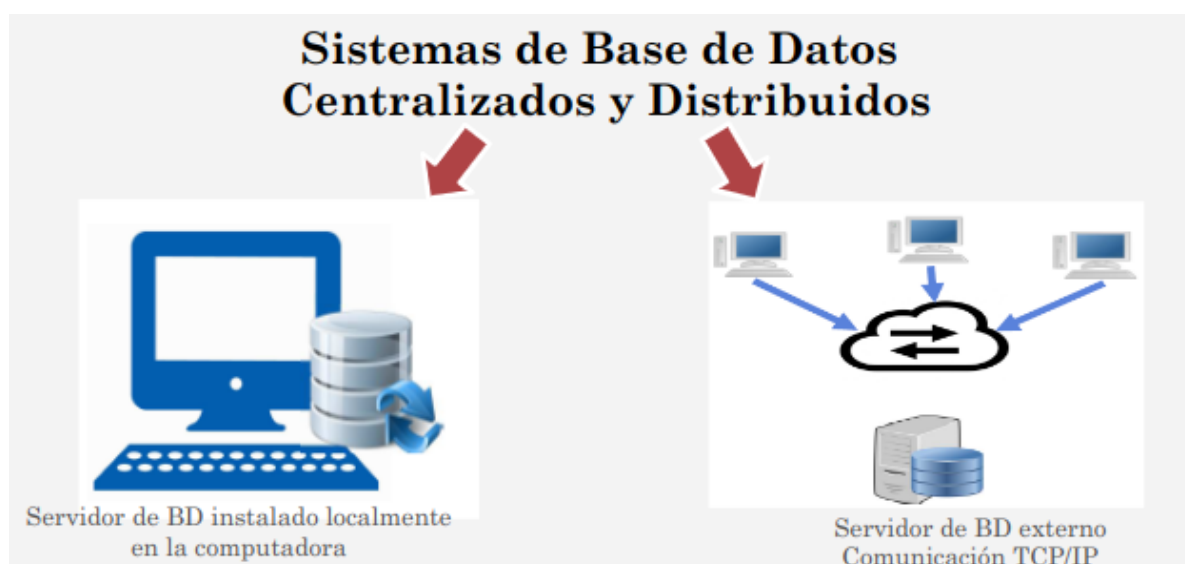 Sistemas de Base de Datos
Centralizados y Distribuidos
Servidor de BD instalado localmente
en la computadora
Servidor de BD externo
Comunicación TCP/IP